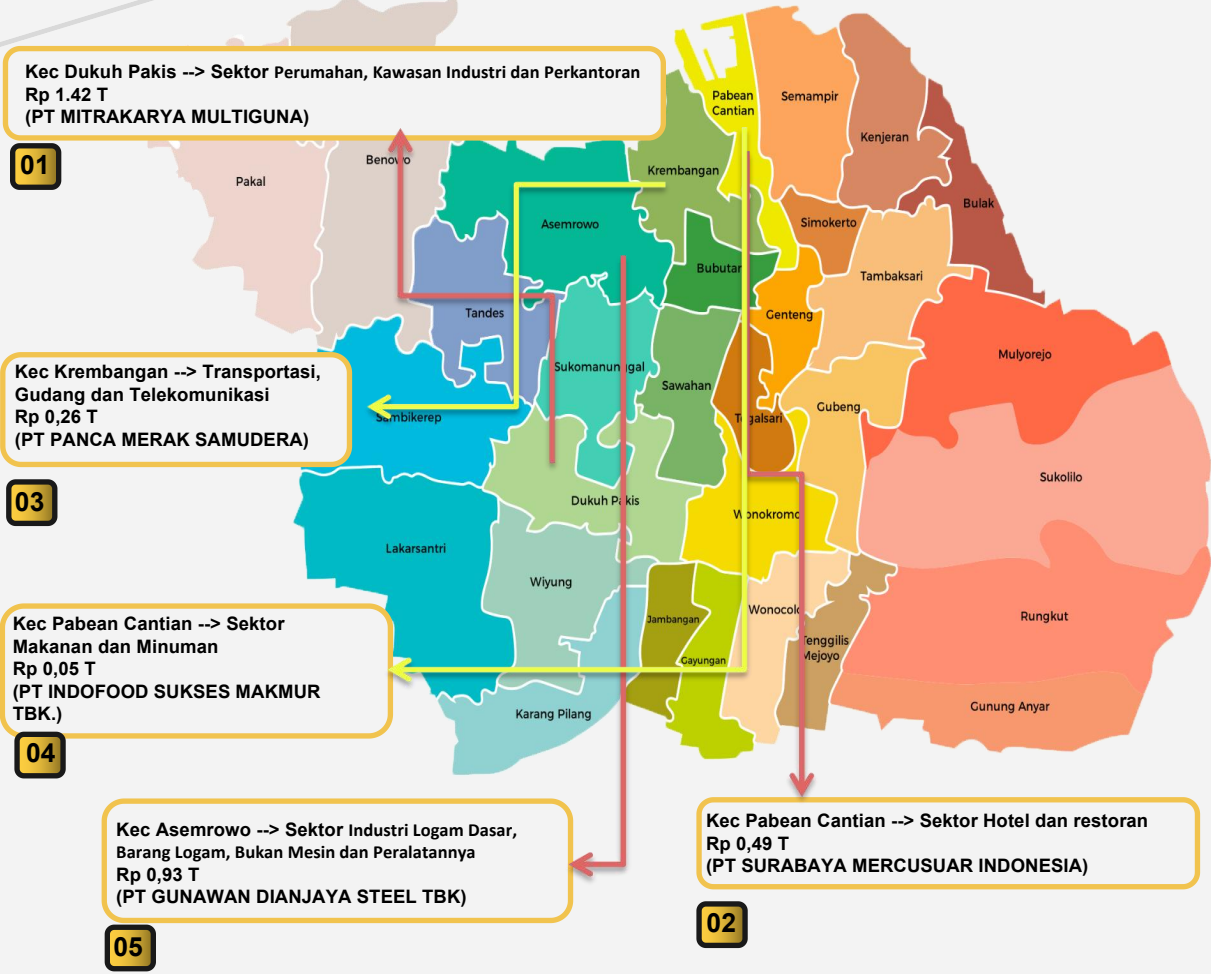 Kec Dukuh Pakis --> Sektor Perumahan, Kawasan Industri dan Perkantoran
Rp 1.42 T
(PT MITRAKARYA MULTIGUNA)
01
Kec Krembangan --> Transportasi,
Gudang dan Telekomunikasi
Rp 0,26 T
(PT PANCA MERAK SAMUDERA)
03
Kec Pabean Cantian --> Sektor
Makanan dan Minuman
Rp 0,05 T
(PT INDOFOOD SUKSES MAKMUR
TBK.)
04
Kec Asemrowo --> Sektor Industri Logam Dasar,
Barang Logam, Bukan Mesin dan Peralatannya
Rp 0,93 T
(PT GUNAWAN DIANJAYA STEEL TBK)
05
Kec Pabean Cantian --> Sektor Hotel dan restoran
Rp 0,49 T
(PT SURABAYA MERCUSUAR INDONESIA)
02
Pabean
Cantian
Semampir
Kenjeran
Bulak
Krembangan
Benowo
Pakal
Asemrowo
Simokerto
Bubutan
Tambaksari
Tandes
Genteng
Mulyorejo
Sukomanunggal
Sawahan
Gubeng
Sambikerep
Tegalsari
Sukolilo
Dukuh Pakis
Wonokromo
Lakarsantri
Wiyung
Jambangan
Wonocolo
Rungkut
Tenggilis
Mejoyo
Gayungan
Karang Pilang
Gunung Anyar